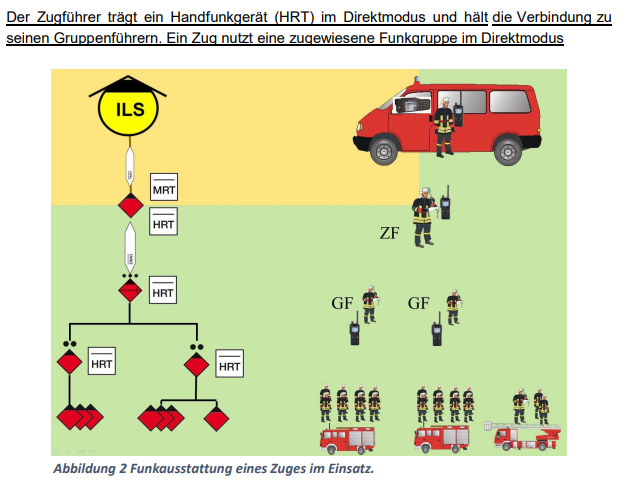 Der Zugführer trägt ein Handfunkgerät (HRT) im Direktmodus und hält die Verbindung zu
seinen Gruppenführern. Ein Zug nutzt eine zugewiesene Funkgruppe im Direktmodus
ILS
TMO
MRT
HRT
ZF
DMO
HRT
GF
GF
HRT
HRT
Abbildung 2 Funkausstattung eines Zuges im Einsatz.